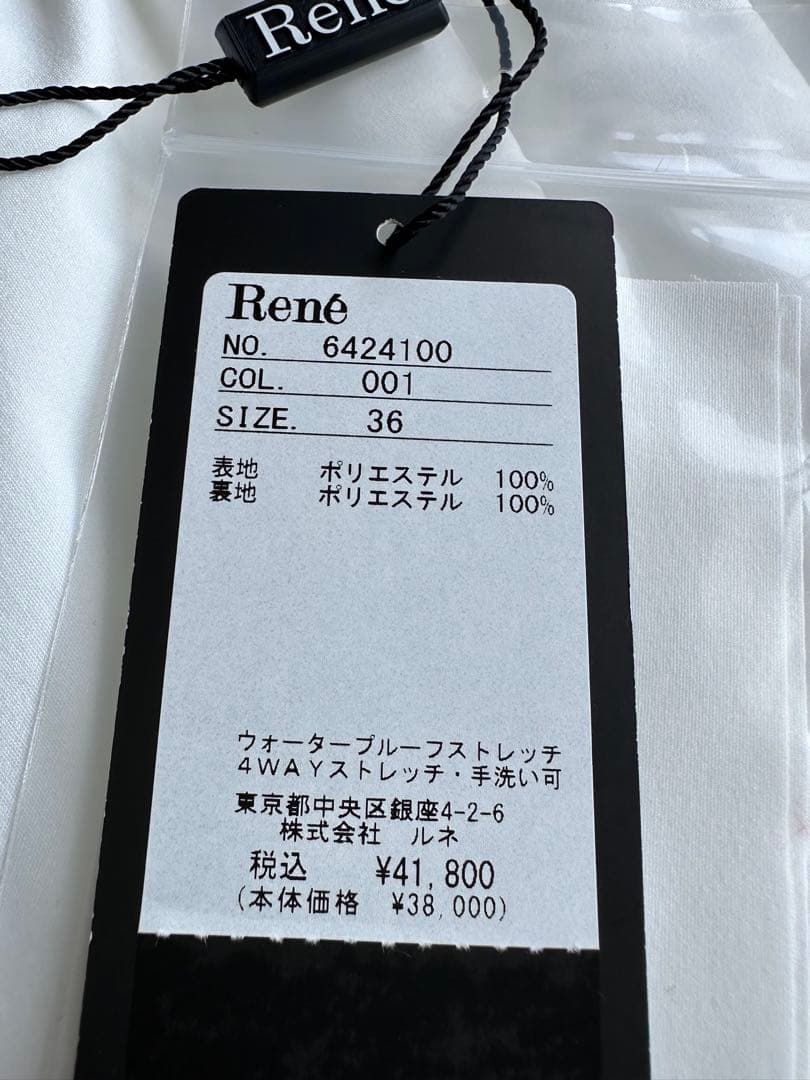 René
René
NO. 6424100
COL. 001
SIZE. 36
表地 ポリエステル 100%
裏地 ポリエステル 100%
ウォータープルーフストレッチ
4WAYストレッチ・手洗い可
東京都中央区銀座4-2-6
株式会社 ルネ
税込 ¥41,800
(本体価格 ¥38,000)